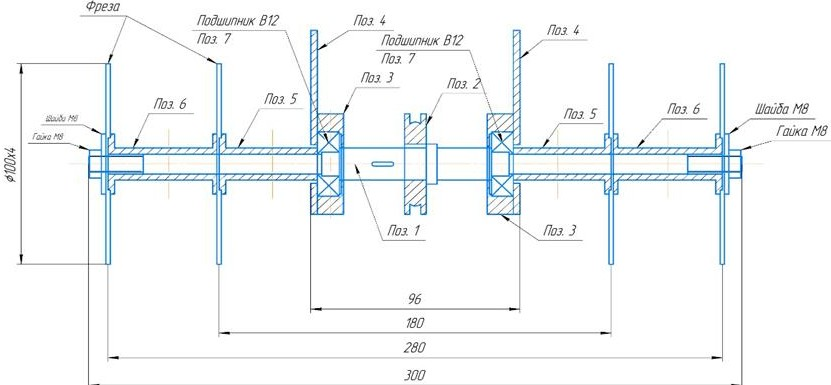 Фреза
Подшипник В12
Поз. 7
Поз. 4
Подшипник В12
Поз. 7
Поз. 4
Поз. 3
Поз. 2
Шайба М8
Гайка М8
Поз. 6
Поз. 5
Поз. 5
Поз. 6
Шайба М8
Гайка М8
⌀100x4
Поз. 1
Поз. 3
96
180
280
300